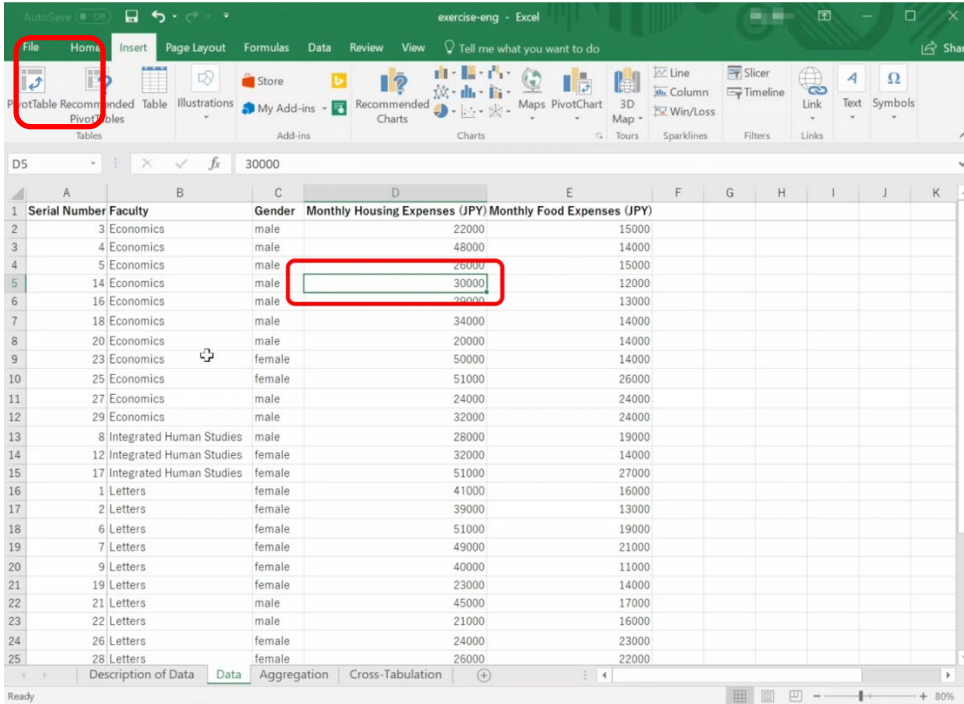 AutoSave Off exercise-eng - Excel
File Home Insert Page Layout Formulas Data Review View Tell me what you want to do Shar
PivotTable Recommended PivotTables Table Illustrations Store My Add-ins Recommended Charts Maps PivotChart 3D Map Line Column Win/Loss Slicer Timeline Link Text Symbols
Tables Add-ins Charts Tours Sparklines Filters Links
D5 fx 30000
A B C D E F G H I J K
1 Serial Number Faculty Gender Monthly Housing Expenses (JPY) Monthly Food Expenses (JPY)
2 3 Economics male 22000 15000
3 4 Economics male 48000 14000
4 5 Economics male 26000 15000
5 14 Economics male 30000 12000
6 16 Economics male 29000 13000
7 18 Economics male 34000 14000
8 20 Economics male 20000 14000
9 23 Economics female 50000 14000
10 25 Economics female 51000 26000
11 27 Economics male 24000 24000
12 29 Economics male 32000 24000
13 8 Integrated Human Studies male 28000 19000
14 12 Integrated Human Studies female 32000 14000
15 17 Integrated Human Studies female 51000 27000
16 1 Letters female 41000 16000
17 2 Letters female 39000 13000
18 6 Letters female 51000 19000
19 7 Letters female 49000 21000
20 9 Letters female 40000 11000
21 19 Letters female 23000 14000
22 21 Letters male 45000 17000
23 22 Letters male 21000 16000
24 26 Letters female 24000 23000
25 28 Letters female 26000 22000
Description of Data Data Aggregation Cross-Tabulation
Ready 80%